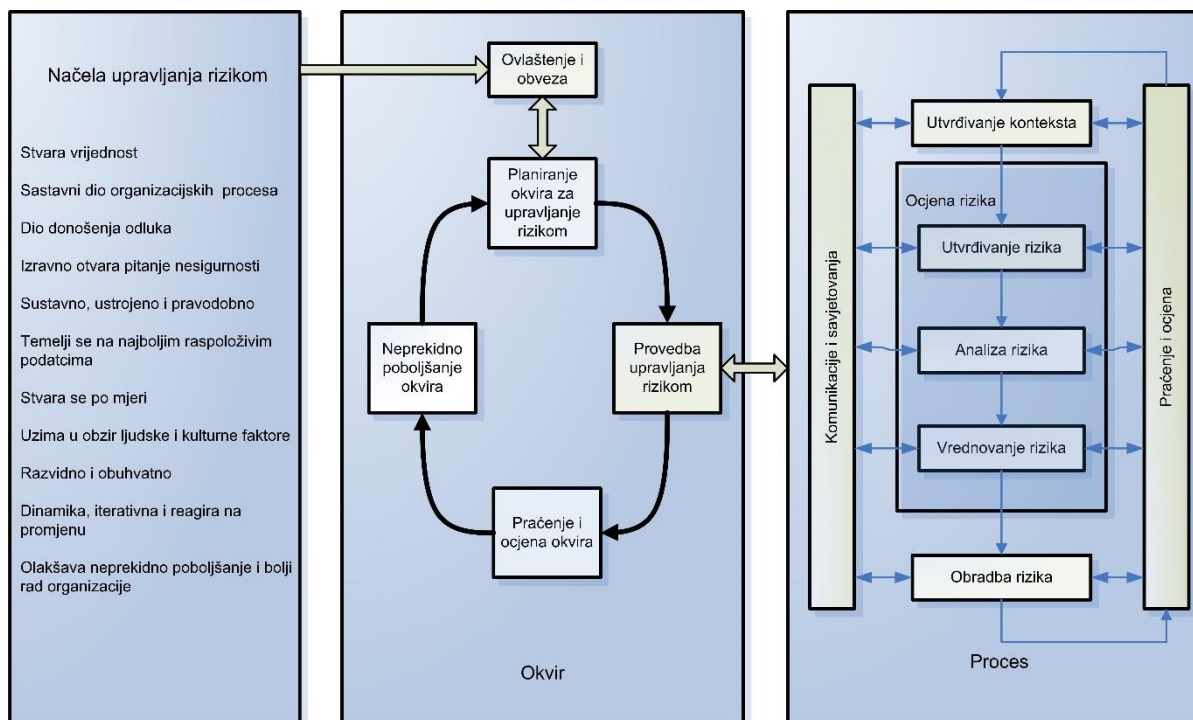 Načela upravljanja rizikom
Stvara vrijednost
Sastavni dio organizacijskih procesa
Dio donošenja odluka
Izravno otvara pitanje nesigurnosti
Sustavno, ustrojeno i pravodobno
Temelji se na najboljim raspoloživim
podatcima
Stvara se po mjeri
Uzima u obzir ljudske i kulturne faktore
Razvidno i obuhvatno
Dinamika, iterativna i reagira na
promjenu
Olakšava neprekidno poboljšanje i bolji
rad organizacije
Ovlaštenje i
obveza
Planiranje
okvira za
upravljanje
rizikom
Neprekidno
poboljšanje
okvira
Provedba
upravljanja
rizikom
Praćenje i
ocjena okvira
Okvir
Komunikacije i savjetovanja
Utvrđivanje konteksta
Ocjena rizika
Utvrđivanje rizika
Analiza rizika
Vrednovanje rizika
Obradba rizika
Praćenje i ocjena
Proces